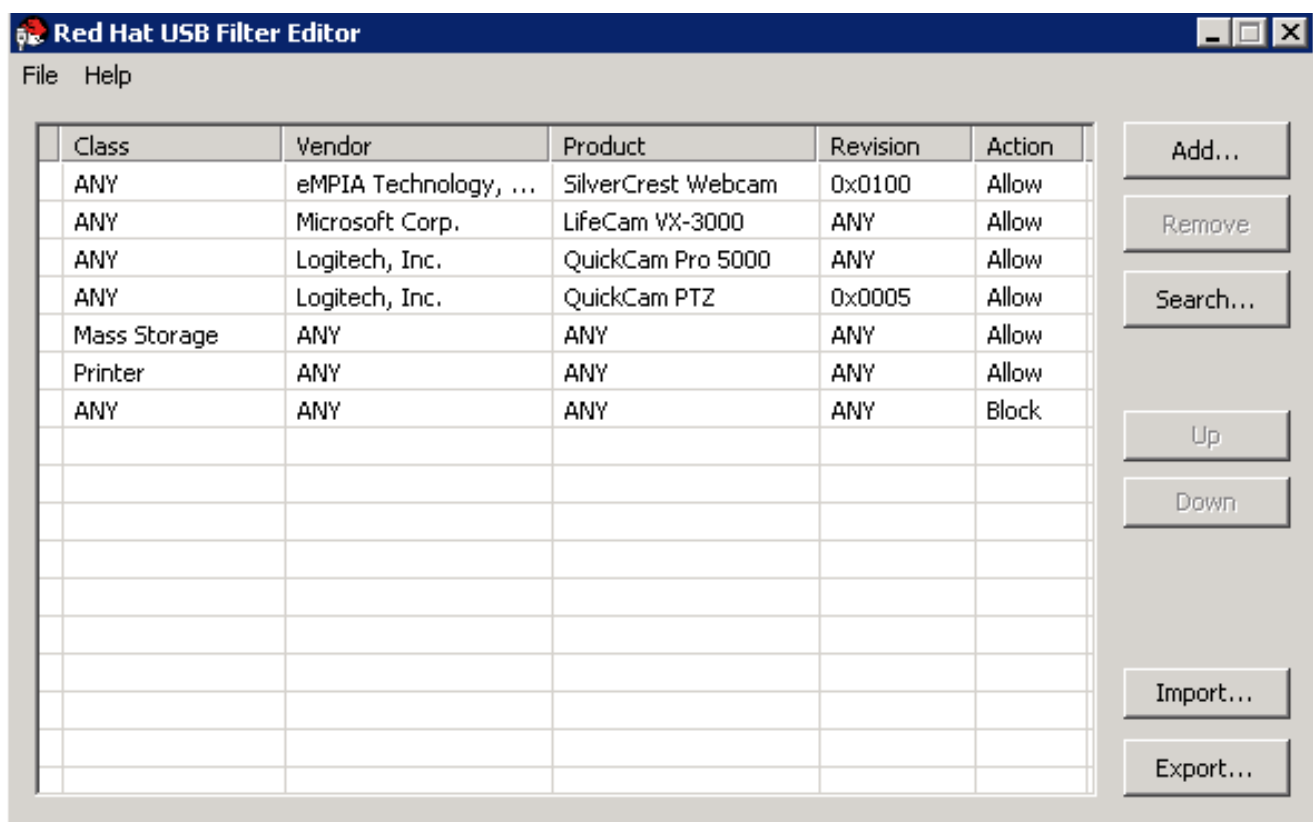 Red Hat USB Filter Editor
File Help
Class Vendor Product Revision Action
ANY eMPIA Technology, ... SilverCrest Webcam 0x0100 Allow
ANY Microsoft Corp. LifeCam VX-3000 ANY Allow
ANY Logitech, Inc. QuickCam Pro 5000 ANY Allow
ANY Logitech, Inc. QuickCam PTZ 0x0005 Allow
Mass Storage ANY ANY ANY Allow
Printer ANY ANY ANY Allow
ANY ANY ANY ANY Block
Add...
Remove
Search...
Up
Down
Import...
Export...